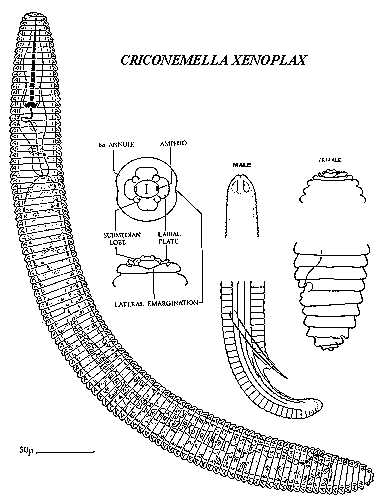 CRICONEMELLA XENOPLAX
1st ANNULE
AMPHID
MALE
FEMALE
SUBMEDIAN LOBE
LABIAL PLATE
LATERAL EMARGINATION
50µ